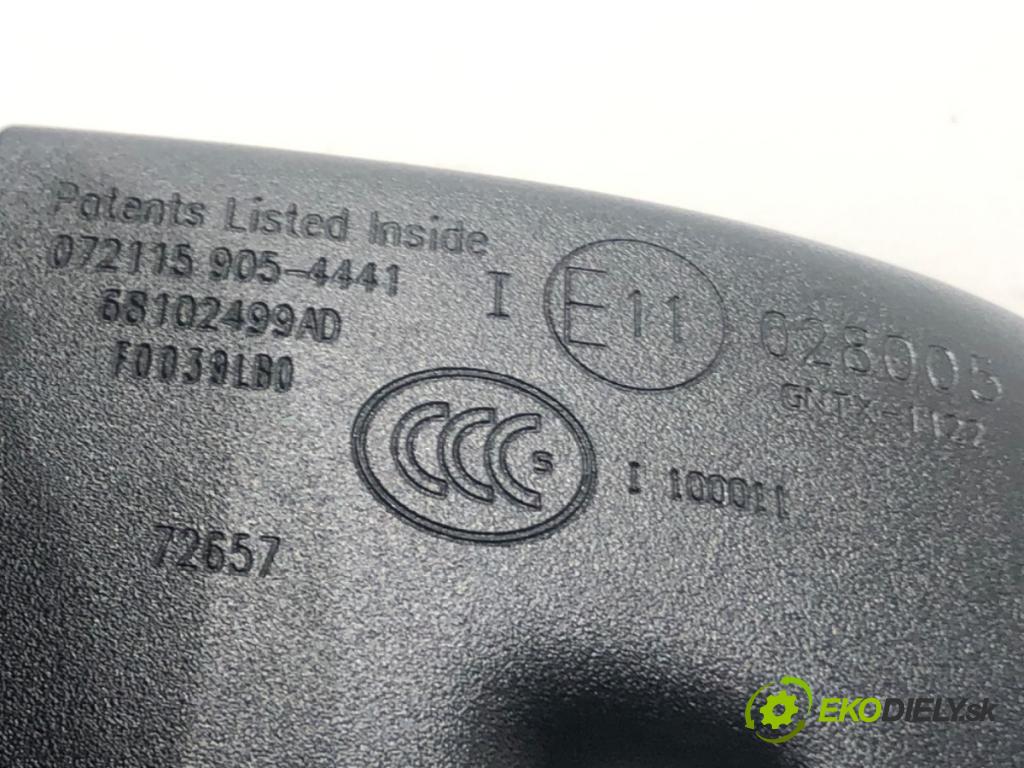 Patents Listed Inside
072115 905-4441
68102499AD
F0039LB0
I E11 028005
GNTX-1122
CCC S
I 100011
72657
EKODIELY.sk